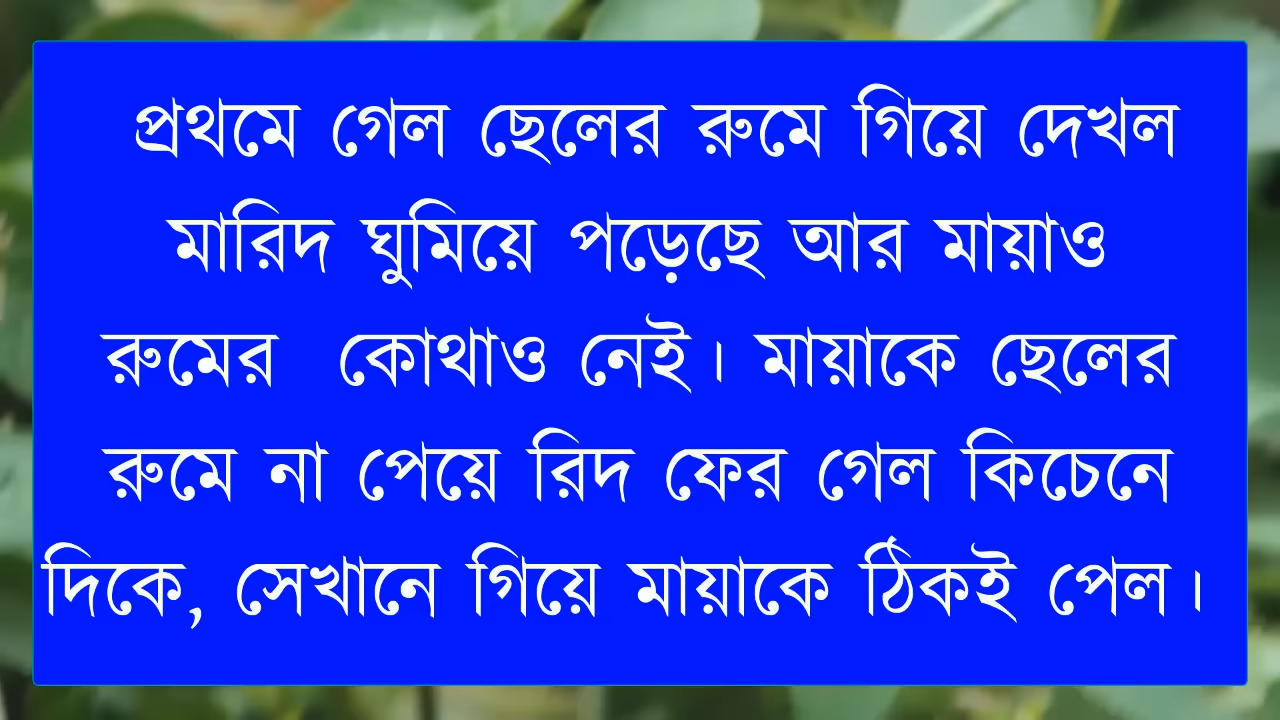 প্রথমে গেল ছেলের রুমে গিয়ে দেখল
মারিদ ঘুমিয়ে পড়েছে আর মায়াও
রুমের কোথাও নেই। মায়াকে ছেলের
রুমে না পেয়ে রিদ ফের গেল কিচেনে
দিকে, সেখানে গিয়ে মায়াকে ঠিকই পেল।